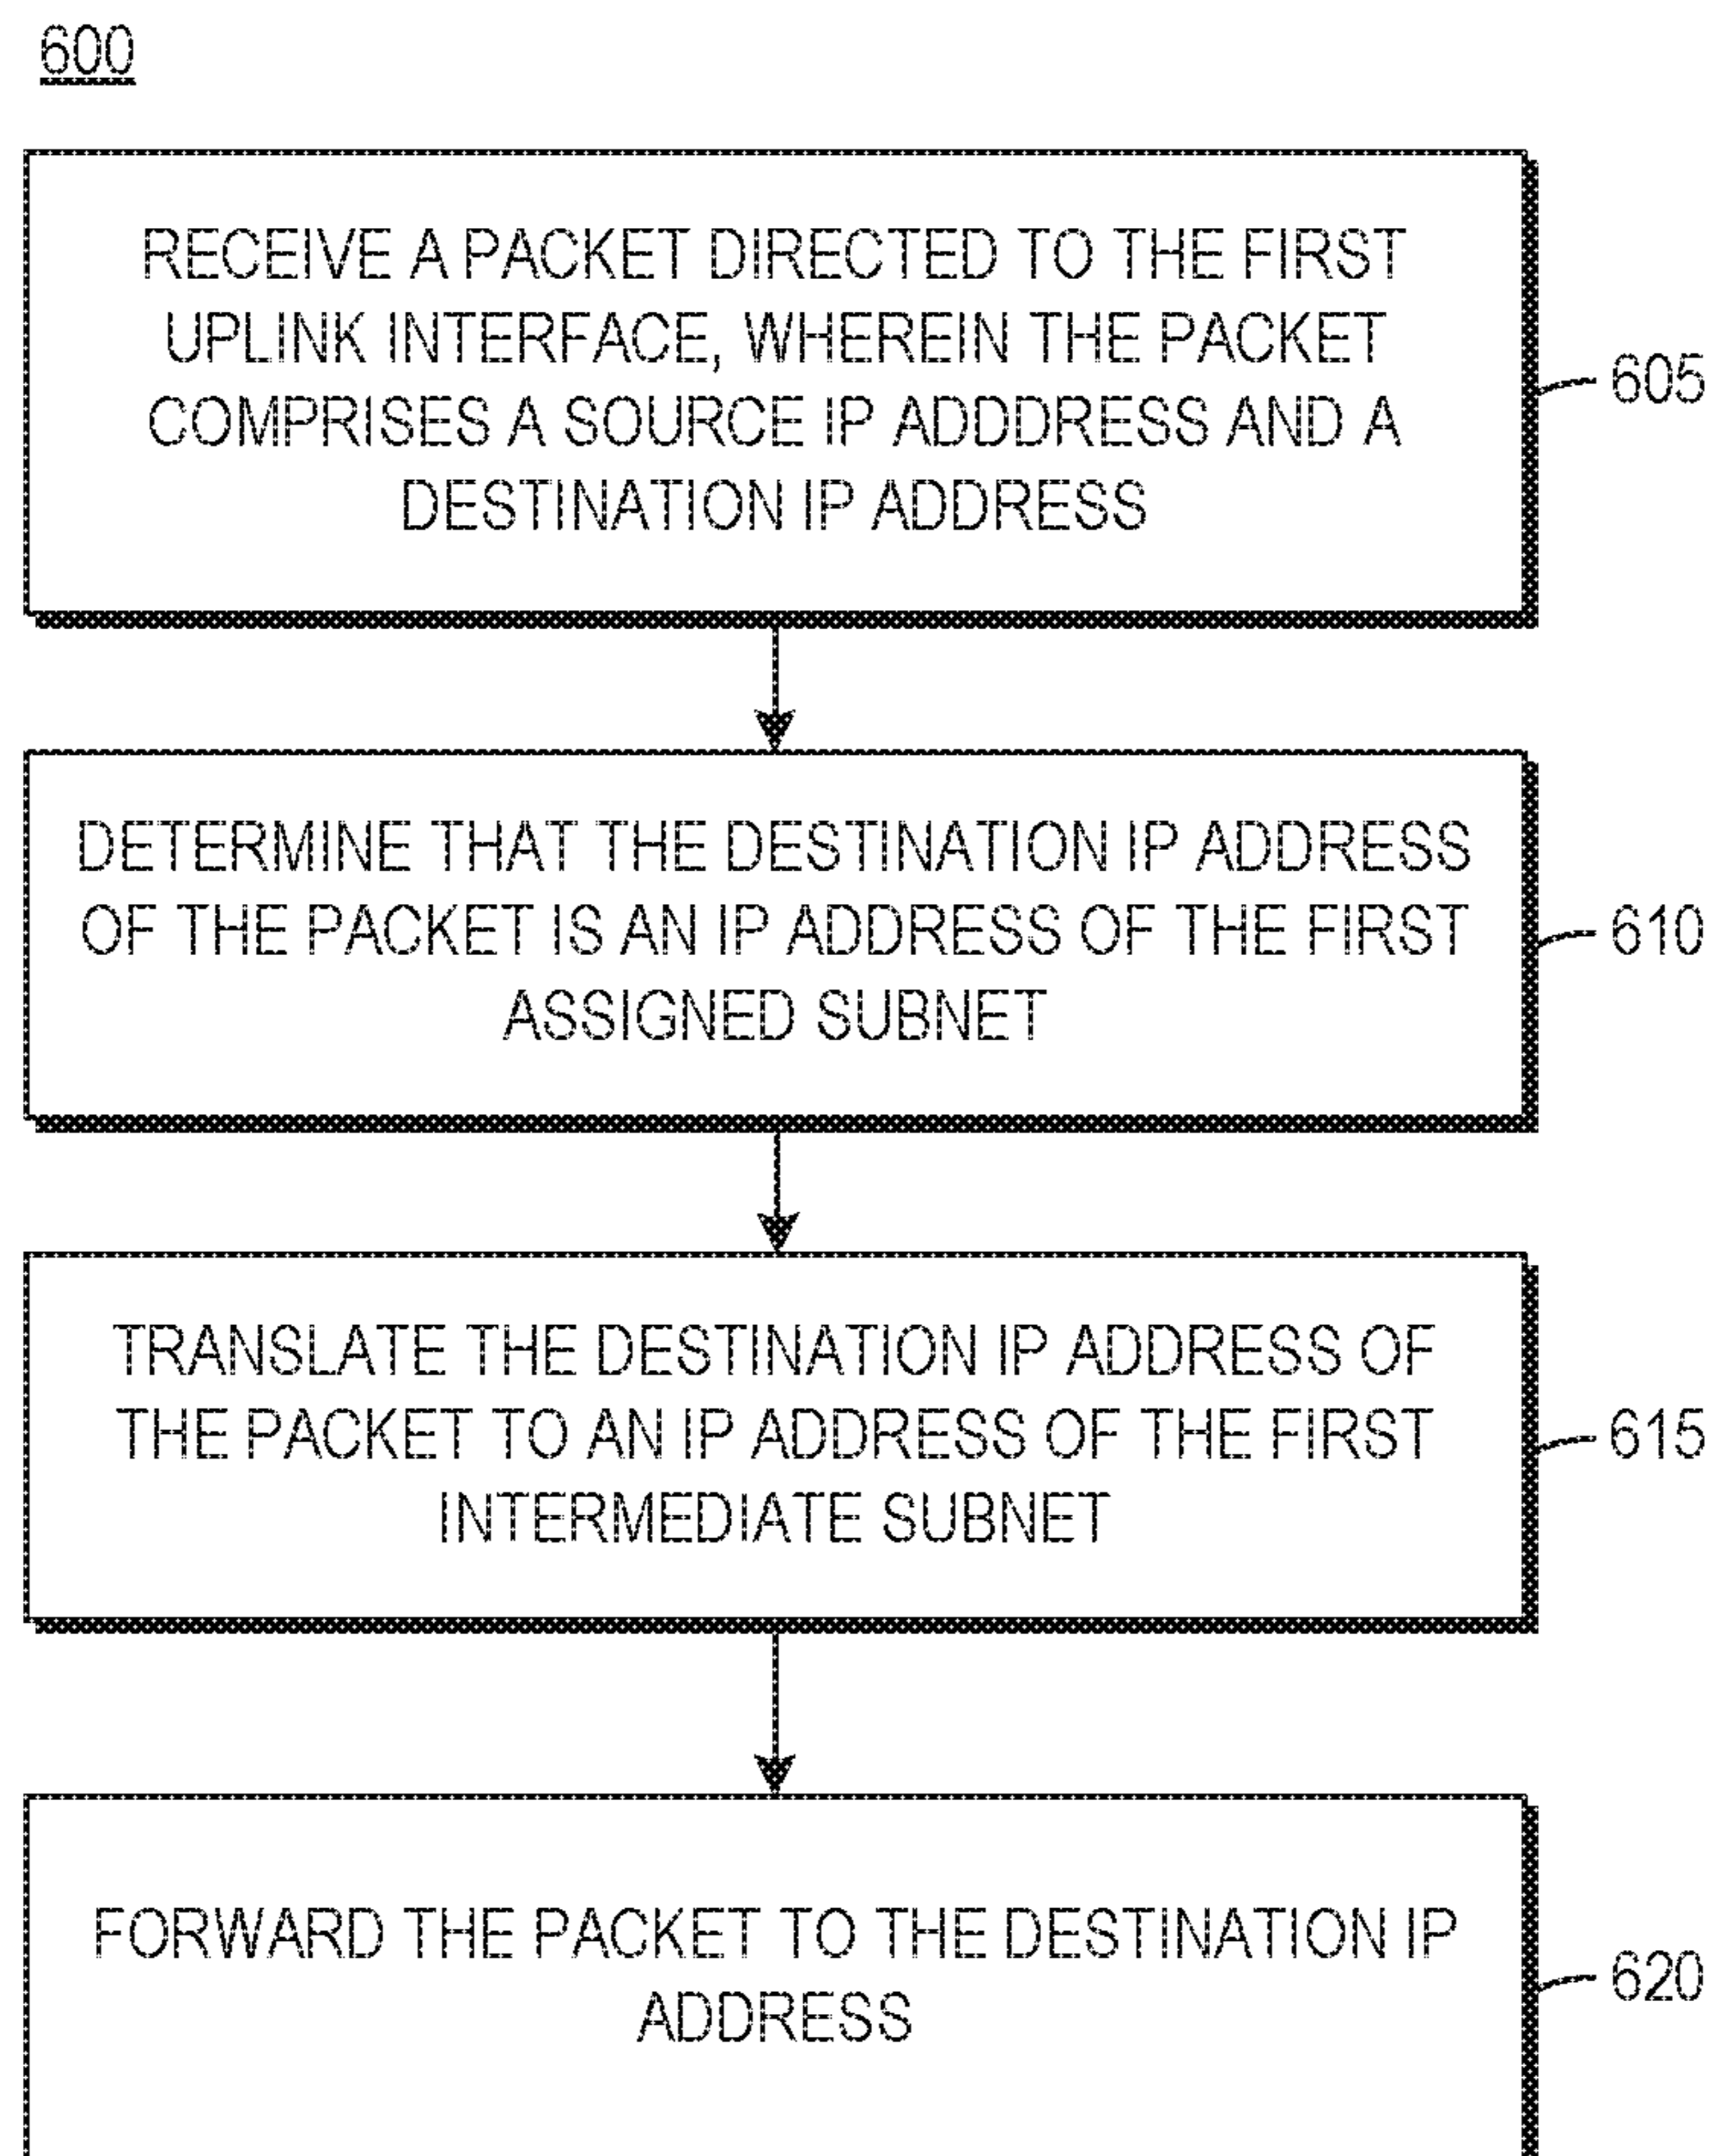 600
RECEIVE A PACKET DIRECTED TO THE FIRST
UPLINK INTERFACE, WHEREIN THE PACKET
COMPRISES A SOURCE IP ADDDRESS AND A
DESTINATION IP ADDRESS
605
DETERMINE THAT THE DESTINATION IP ADDRESS
OF THE PACKET IS AN IP ADDRESS OF THE FIRST
ASSIGNED SUBNET
610
TRANSLATE THE DESTINATION IP ADDRESS OF
THE PACKET TO AN IP ADDRESS OF THE FIRST
INTERMEDIATE SUBNET
615
FORWARD THE PACKET TO THE DESTINATION IP
ADDRESS
620